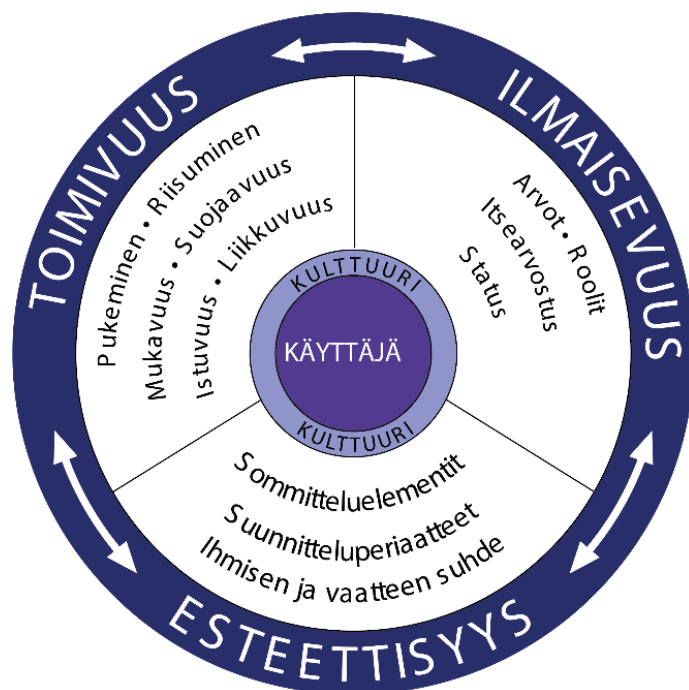 TOIMIVUUS
Pukeminen • Riisuminen
Mukavuus • Suojaavuus
Istuvuus • Liikkuvuus
ILMAISEVUUS
Arvot • Roolit
Itsearvostus
Status
KULTTUURI
KÄYTTÄJÄ
KULTTUURI
Sommitteluelementit
Suunnitteluperiaatteet
Ihmisen ja vaatteen suhde
ESTEETTISYYS